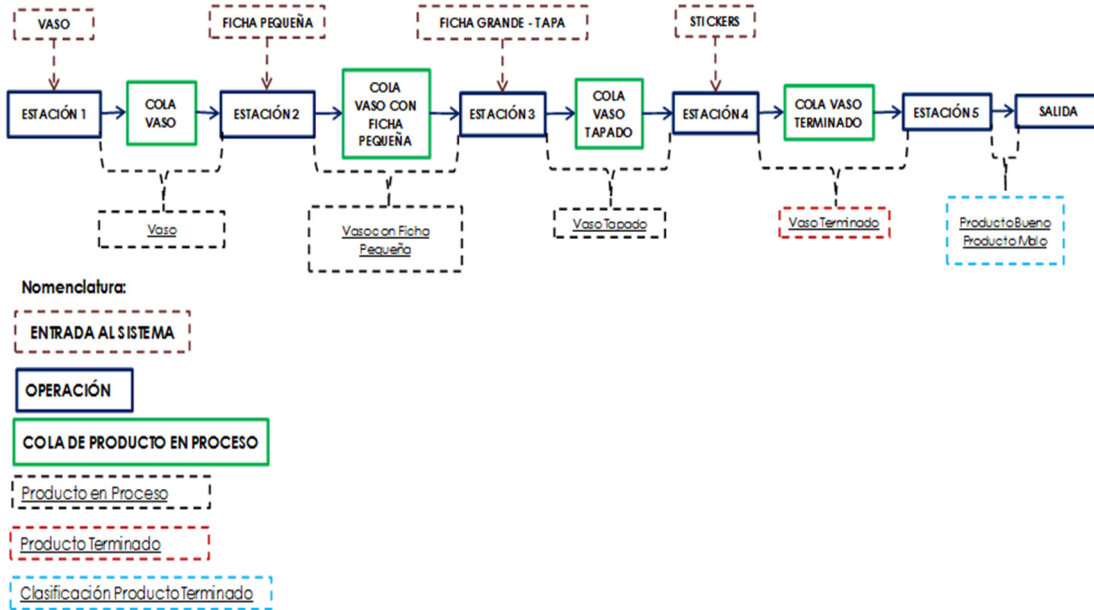 VASO
FICHA PEQUEÑA
FICHA GRANDE - TAPA
STICKERS
ESTACIÓN 1
COLA
VASO
ESTACIÓN 2
COLA
VASO CON
FICHA
PEQUEÑA
ESTACIÓN 3
COLA
VASO
TAPADO
ESTACIÓN 4
COLA VASO
TERMINADO
ESTACIÓN 5
SALIDA
Vaso
Vaso con Ficha
Pequeña
Vaso Tapado
Vaso Terminado
Producto Bueno
Producto Malo
Nomenclatura:
ENTRADA AL SISTEMA
OPERACIÓN
COLA DE PRODUCTO EN PROCESO
Producto en Proceso
Producto Terminado
Clasificación Producto Terminado